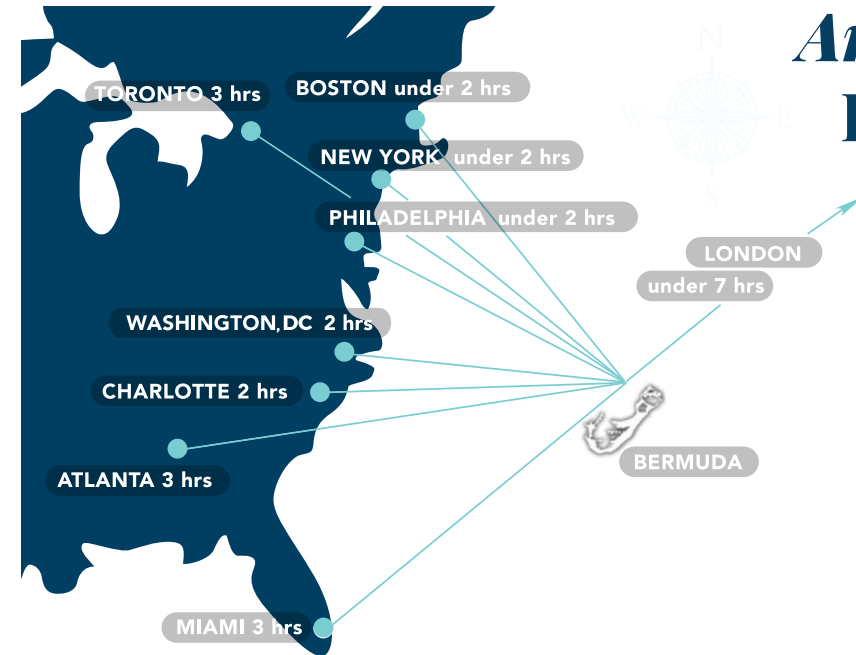 N
W E
S
TORONTO 3 hrs
BOSTON under 2 hrs
NEW YORK under 2 hrs
PHILADELPHIA under 2 hrs
LONDON
under 7 hrs
WASHINGTON,DC 2 hrs
CHARLOTTE 2 hrs
BERMUDA
ATLANTA 3 hrs
MIAMI 3 hrs